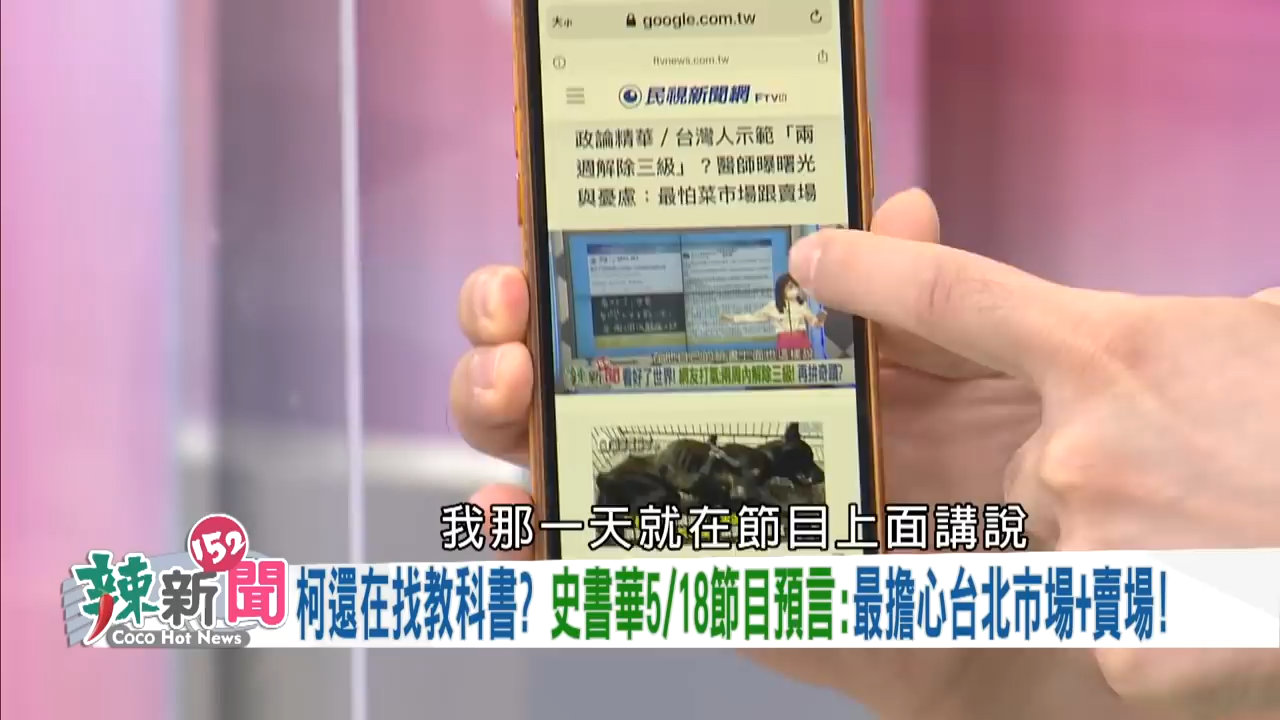 大小
google.com.tw
ftvnews.com.tw
民視新聞網 FTV
政論精華／台灣人示範「兩
週解除三級」？醫師曝曙光
與憂慮：最怕菜市場跟賣場
辣新聞 看好了世界! 網友打氣:兩周內解除三級! 再拚奇蹟?
我那一天就在節目上面講說
152
辣新聞
Coco Hot News
柯還在找教科書? 史書華5/18節目預言:最擔心台北市場+賣場!